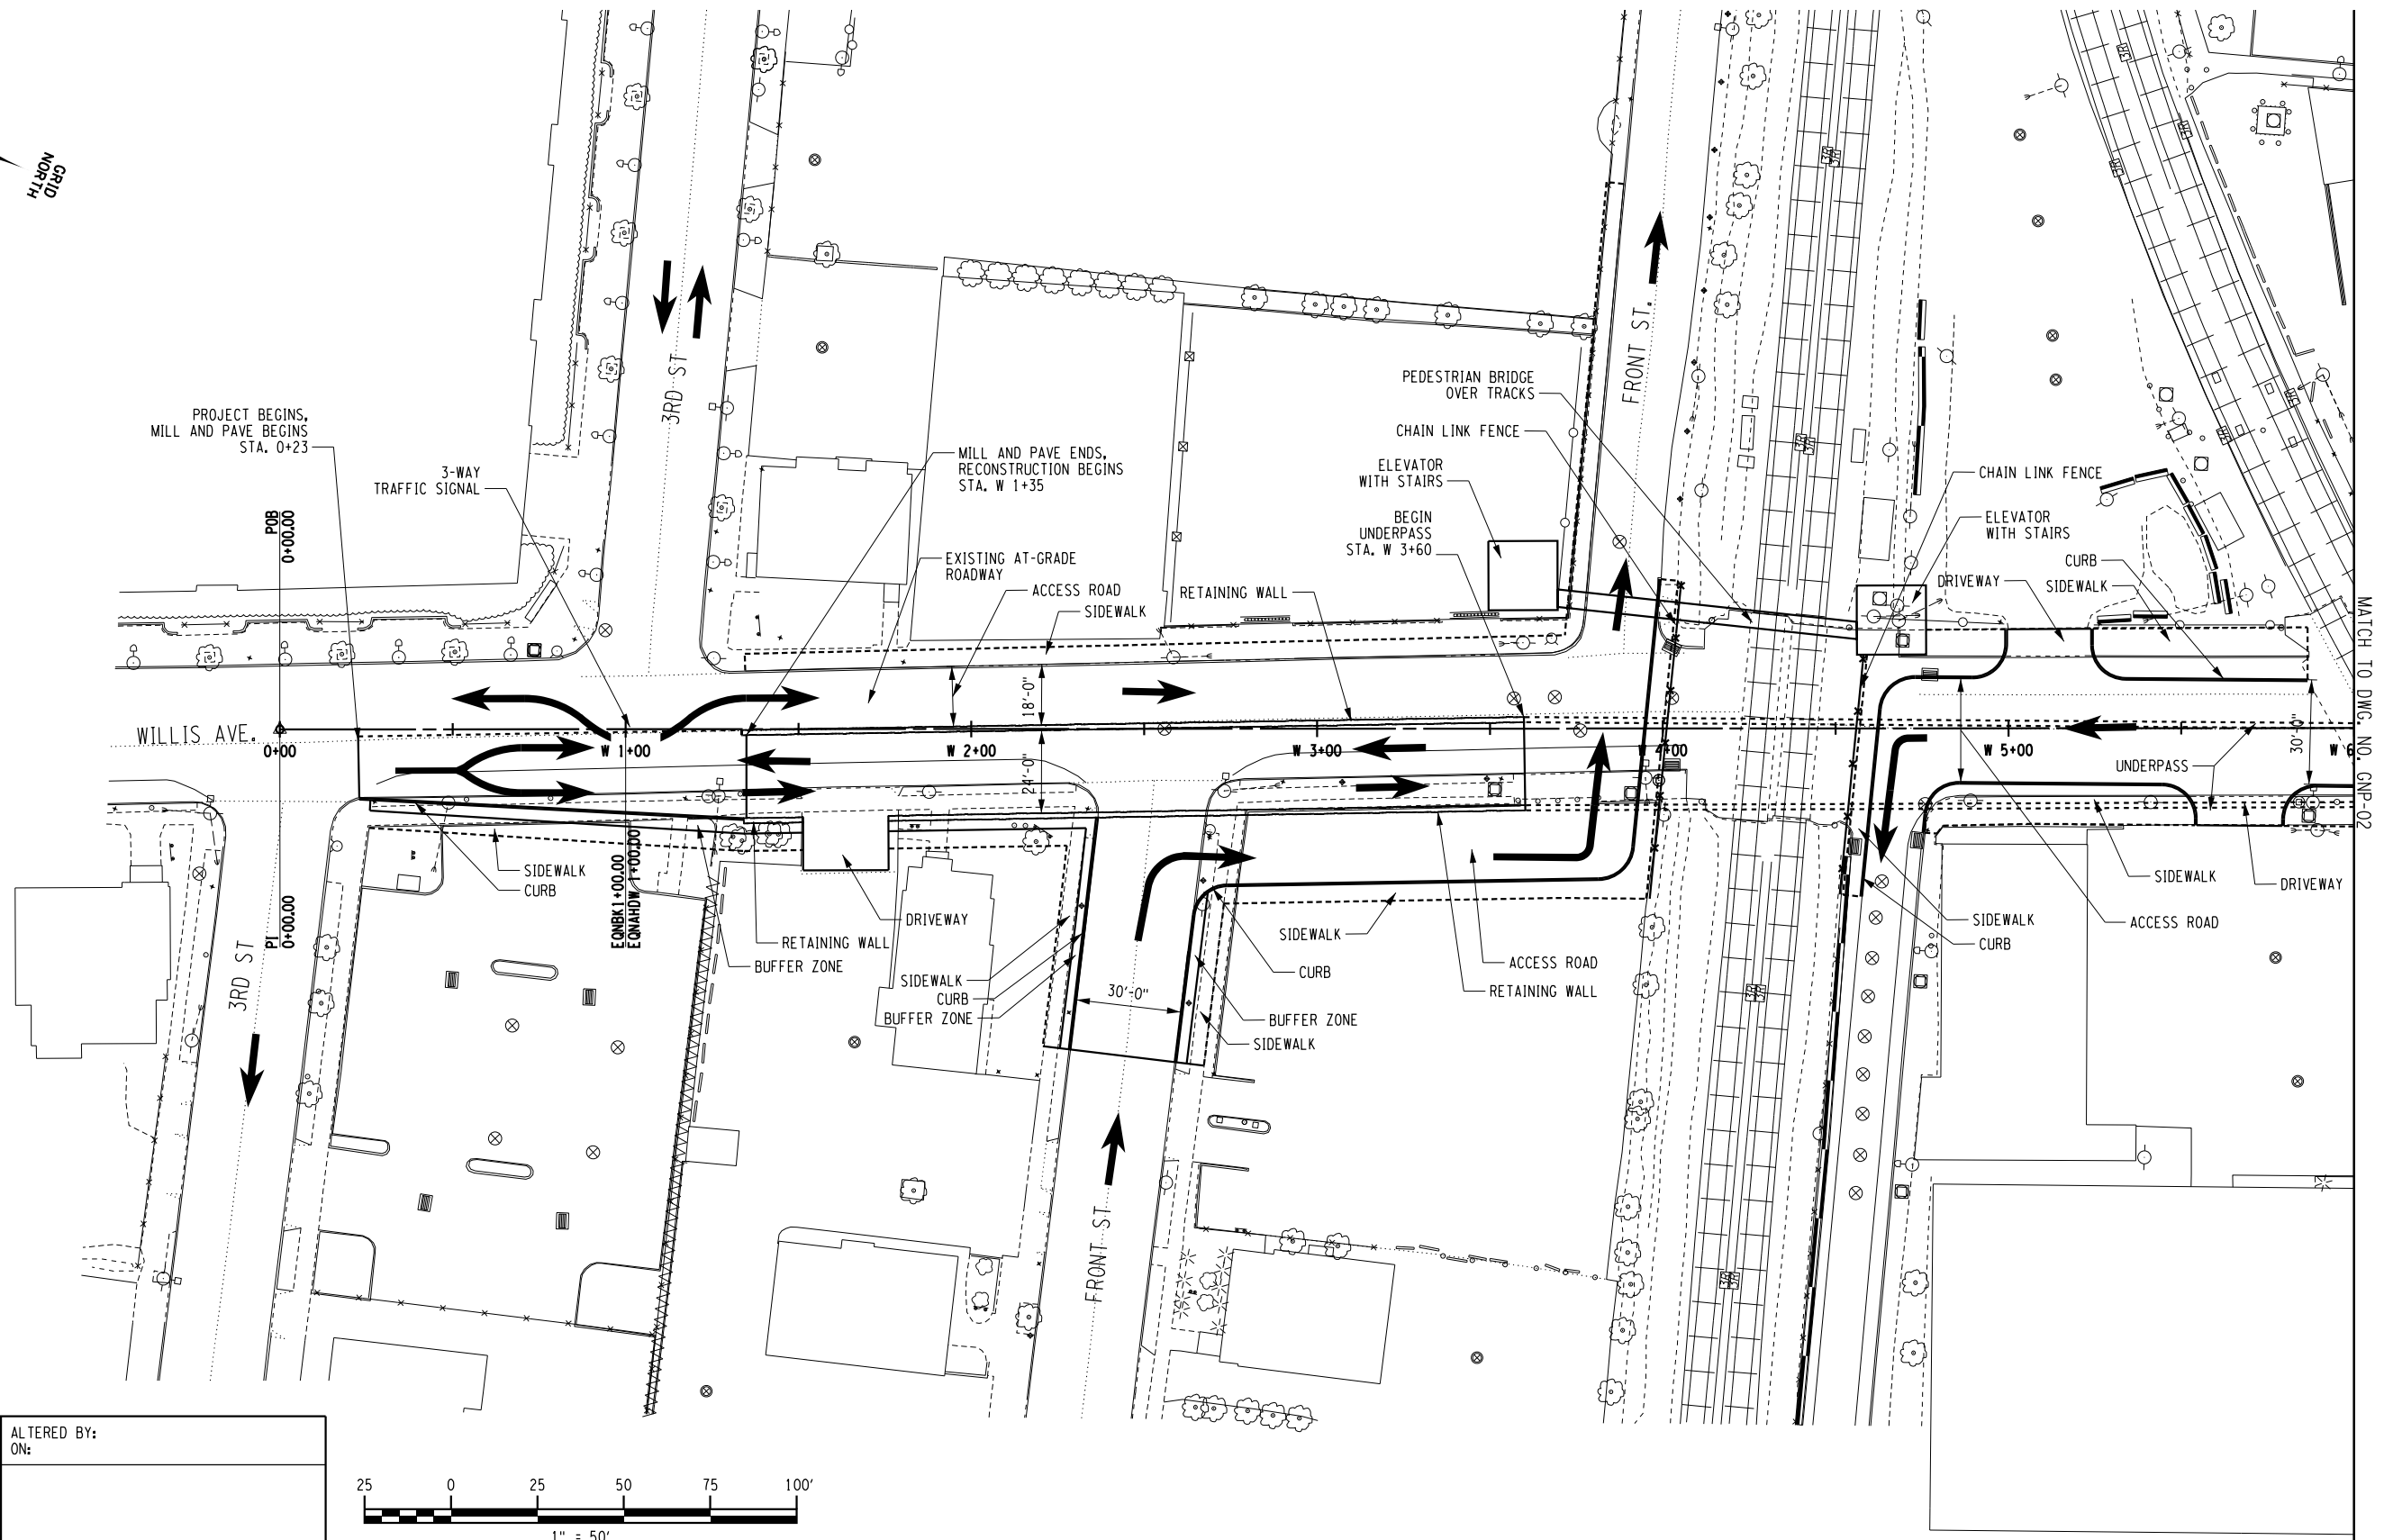 GRID
NORTH
PROJECT BEGINS,
MILL AND PAVE BEGINS
STA. 0+23
3-WAY
TRAFFIC SIGNAL
3RD ST
MILL AND PAVE ENDS,
RECONSTRUCTION BEGINS
STA. W 1+35
EXISTING AT-GRADE
ROADWAY
ACCESS ROAD
SIDEWALK
RETAINING WALL
PEDESTRIAN BRIDGE
OVER TRACKS
CHAIN LINK FENCE
ELEVATOR
WITH STAIRS
BEGIN
UNDERPASS
STA. W 3+60
FRONT ST.
CHAIN LINK FENCE
ELEVATOR
WITH STAIRS
CURB
DRIVEWAY
SIDEWALK
MATCH TO DWG NO. GNP-02
POB
0+00.00
WILLIS AVE.
0+00
W 1+00
W 2+00
W 3+00
W 4+00
W 5+00
W 6
18'-0"
24'-0"
30'-0"
UNDERPASS
PI
0+00.00
EQNBK1+00.00
EQNAHDW 1+00.00
SIDEWALK
CURB
DRIVEWAY
RETAINING WALL
BUFFER ZONE
SIDEWALK
CURB
BUFFER ZONE
30'-0"
SIDEWALK
CURB
BUFFER ZONE
SIDEWALK
ACCESS ROAD
RETAINING WALL
SIDEWALK
DRIVEWAY
SIDEWALK
CURB
ACCESS ROAD
3RD ST
FRONT ST.
ALTERED BY:
ON:
25 0 25 50 75 100'
1" = 50'